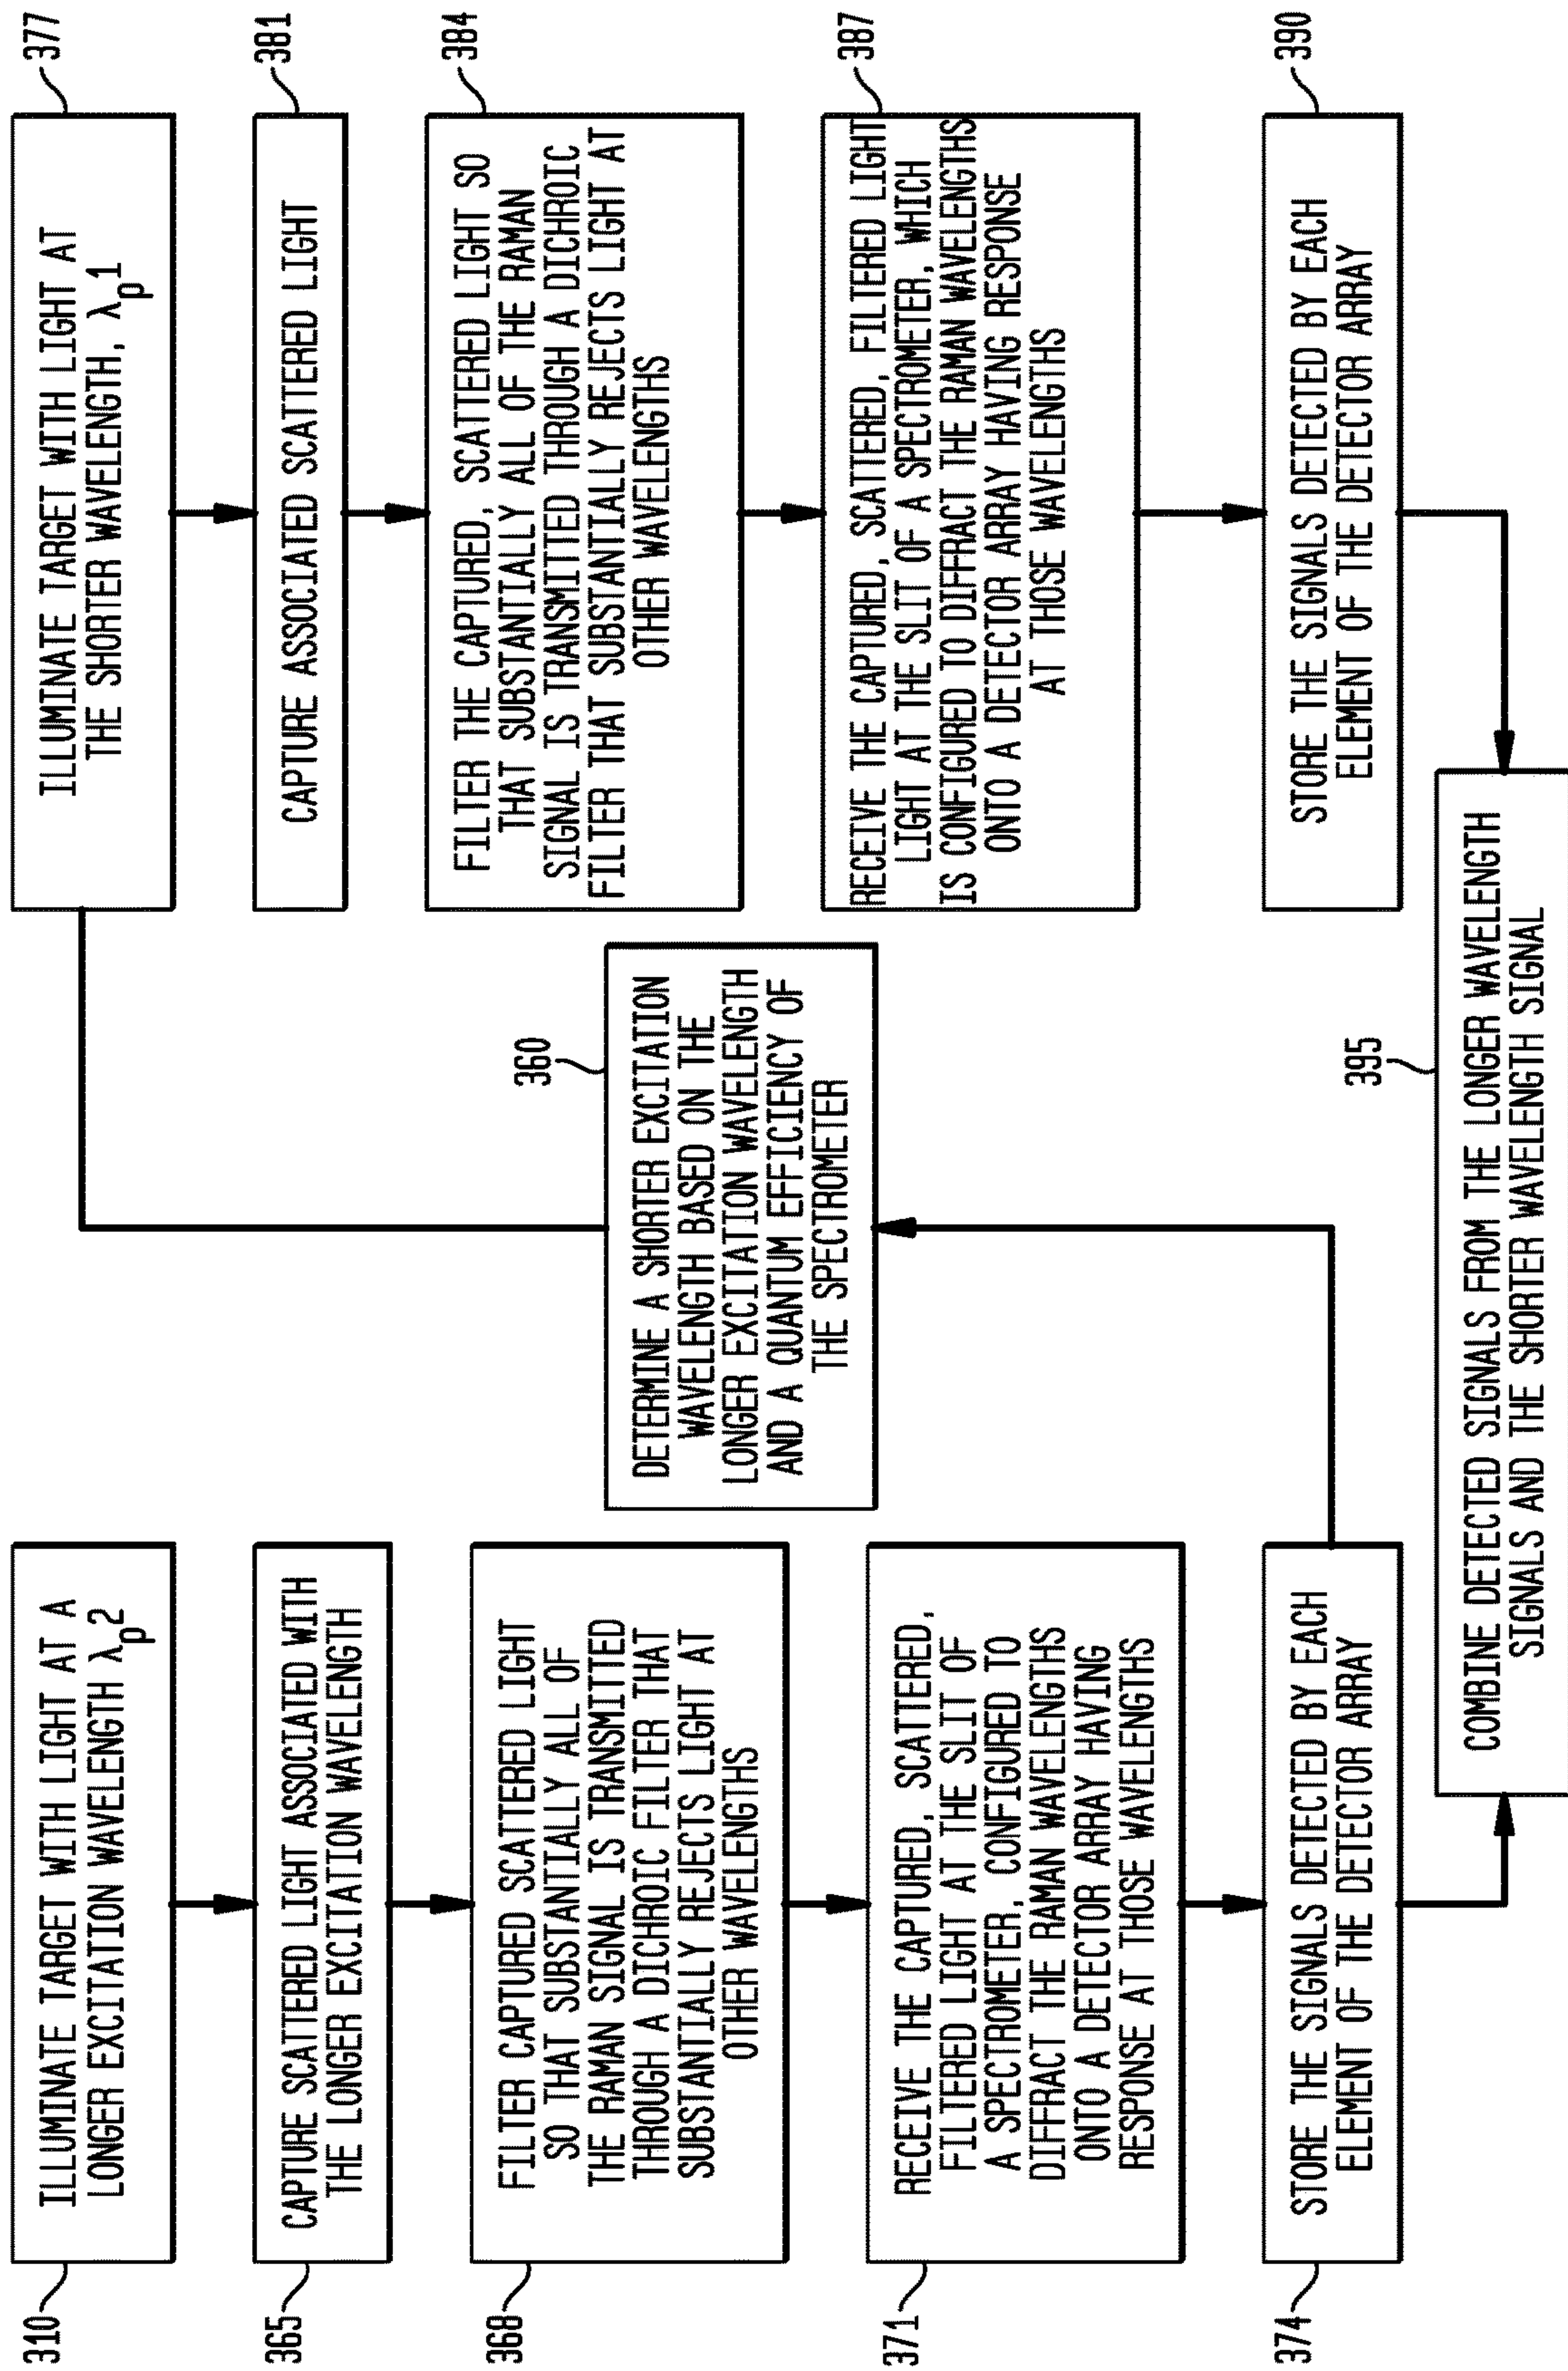 310
ILLUMINATE TARGET WITH LIGHT AT A
LONGER EXCITATION WAVELENGTH λp2
365
CAPTURE SCATTERED LIGHT ASSOCIATED WITH
THE LONGER EXCITATION WAVELENGTH
368
FILTER CAPTURED SCATTERED LIGHT
SO THAT SUBSTANTIALLY ALL OF
THE RAMAN SIGNAL IS TRANSMITTED
THROUGH A DICHROIC FILTER THAT
SUBSTANTIALLY REJECTS LIGHT AT
OTHER WAVELENGTHS
371
RECEIVE THE CAPTURED, SCATTERED,
FILTERED LIGHT AT THE SLIT OF
A SPECTROMETER, CONFIGURED TO
DIFFRACT THE RAMAN WAVELENGTHS
ONTO A DETECTOR ARRAY HAVING
RESPONSE AT THOSE WAVELENGTHS
374
STORE THE SIGNALS DETECTED BY EACH
ELEMENT OF THE DETECTOR ARRAY
360
DETERMINE A SHORTER EXCITATION
WAVELENGTH BASED ON THE
LONGER EXCITATION WAVELENGTH
AND A QUANTUM EFFICIENCY OF
THE SPECTROMETER
377
ILLUMINATE TARGET WITH LIGHT AT
THE SHORTER WAVELENGTH, λp1
381
CAPTURE ASSOCIATED SCATTERED LIGHT
384
FILTER THE CAPTURED, SCATTERED LIGHT SO
THAT SUBSTANTIALLY ALL OF THE RAMAN
SIGNAL IS TRANSMITTED THROUGH A DICHROIC
FILTER THAT SUBSTANTIALLY REJECTS LIGHT AT
OTHER WAVELENGTHS
387
RECEIVE THE CAPTURED, SCATTERED, FILTERED LIGHT
LIGHT AT THE SLIT OF A SPECTROMETER, WHICH
IS CONFIGURED TO DIFFRACT THE RAMAN WAVELENGTHS
ONTO A DETECTOR ARRAY HAVING RESPONSE
AT THOSE WAVELENGTHS
390
STORE THE SIGNALS DETECTED BY EACH
ELEMENT OF THE DETECTOR ARRAY
395
COMBINE DETECTED SIGNALS FROM THE LONGER WAVELENGTH
SIGNALS AND THE SHORTER WAVELENGTH SIGNAL